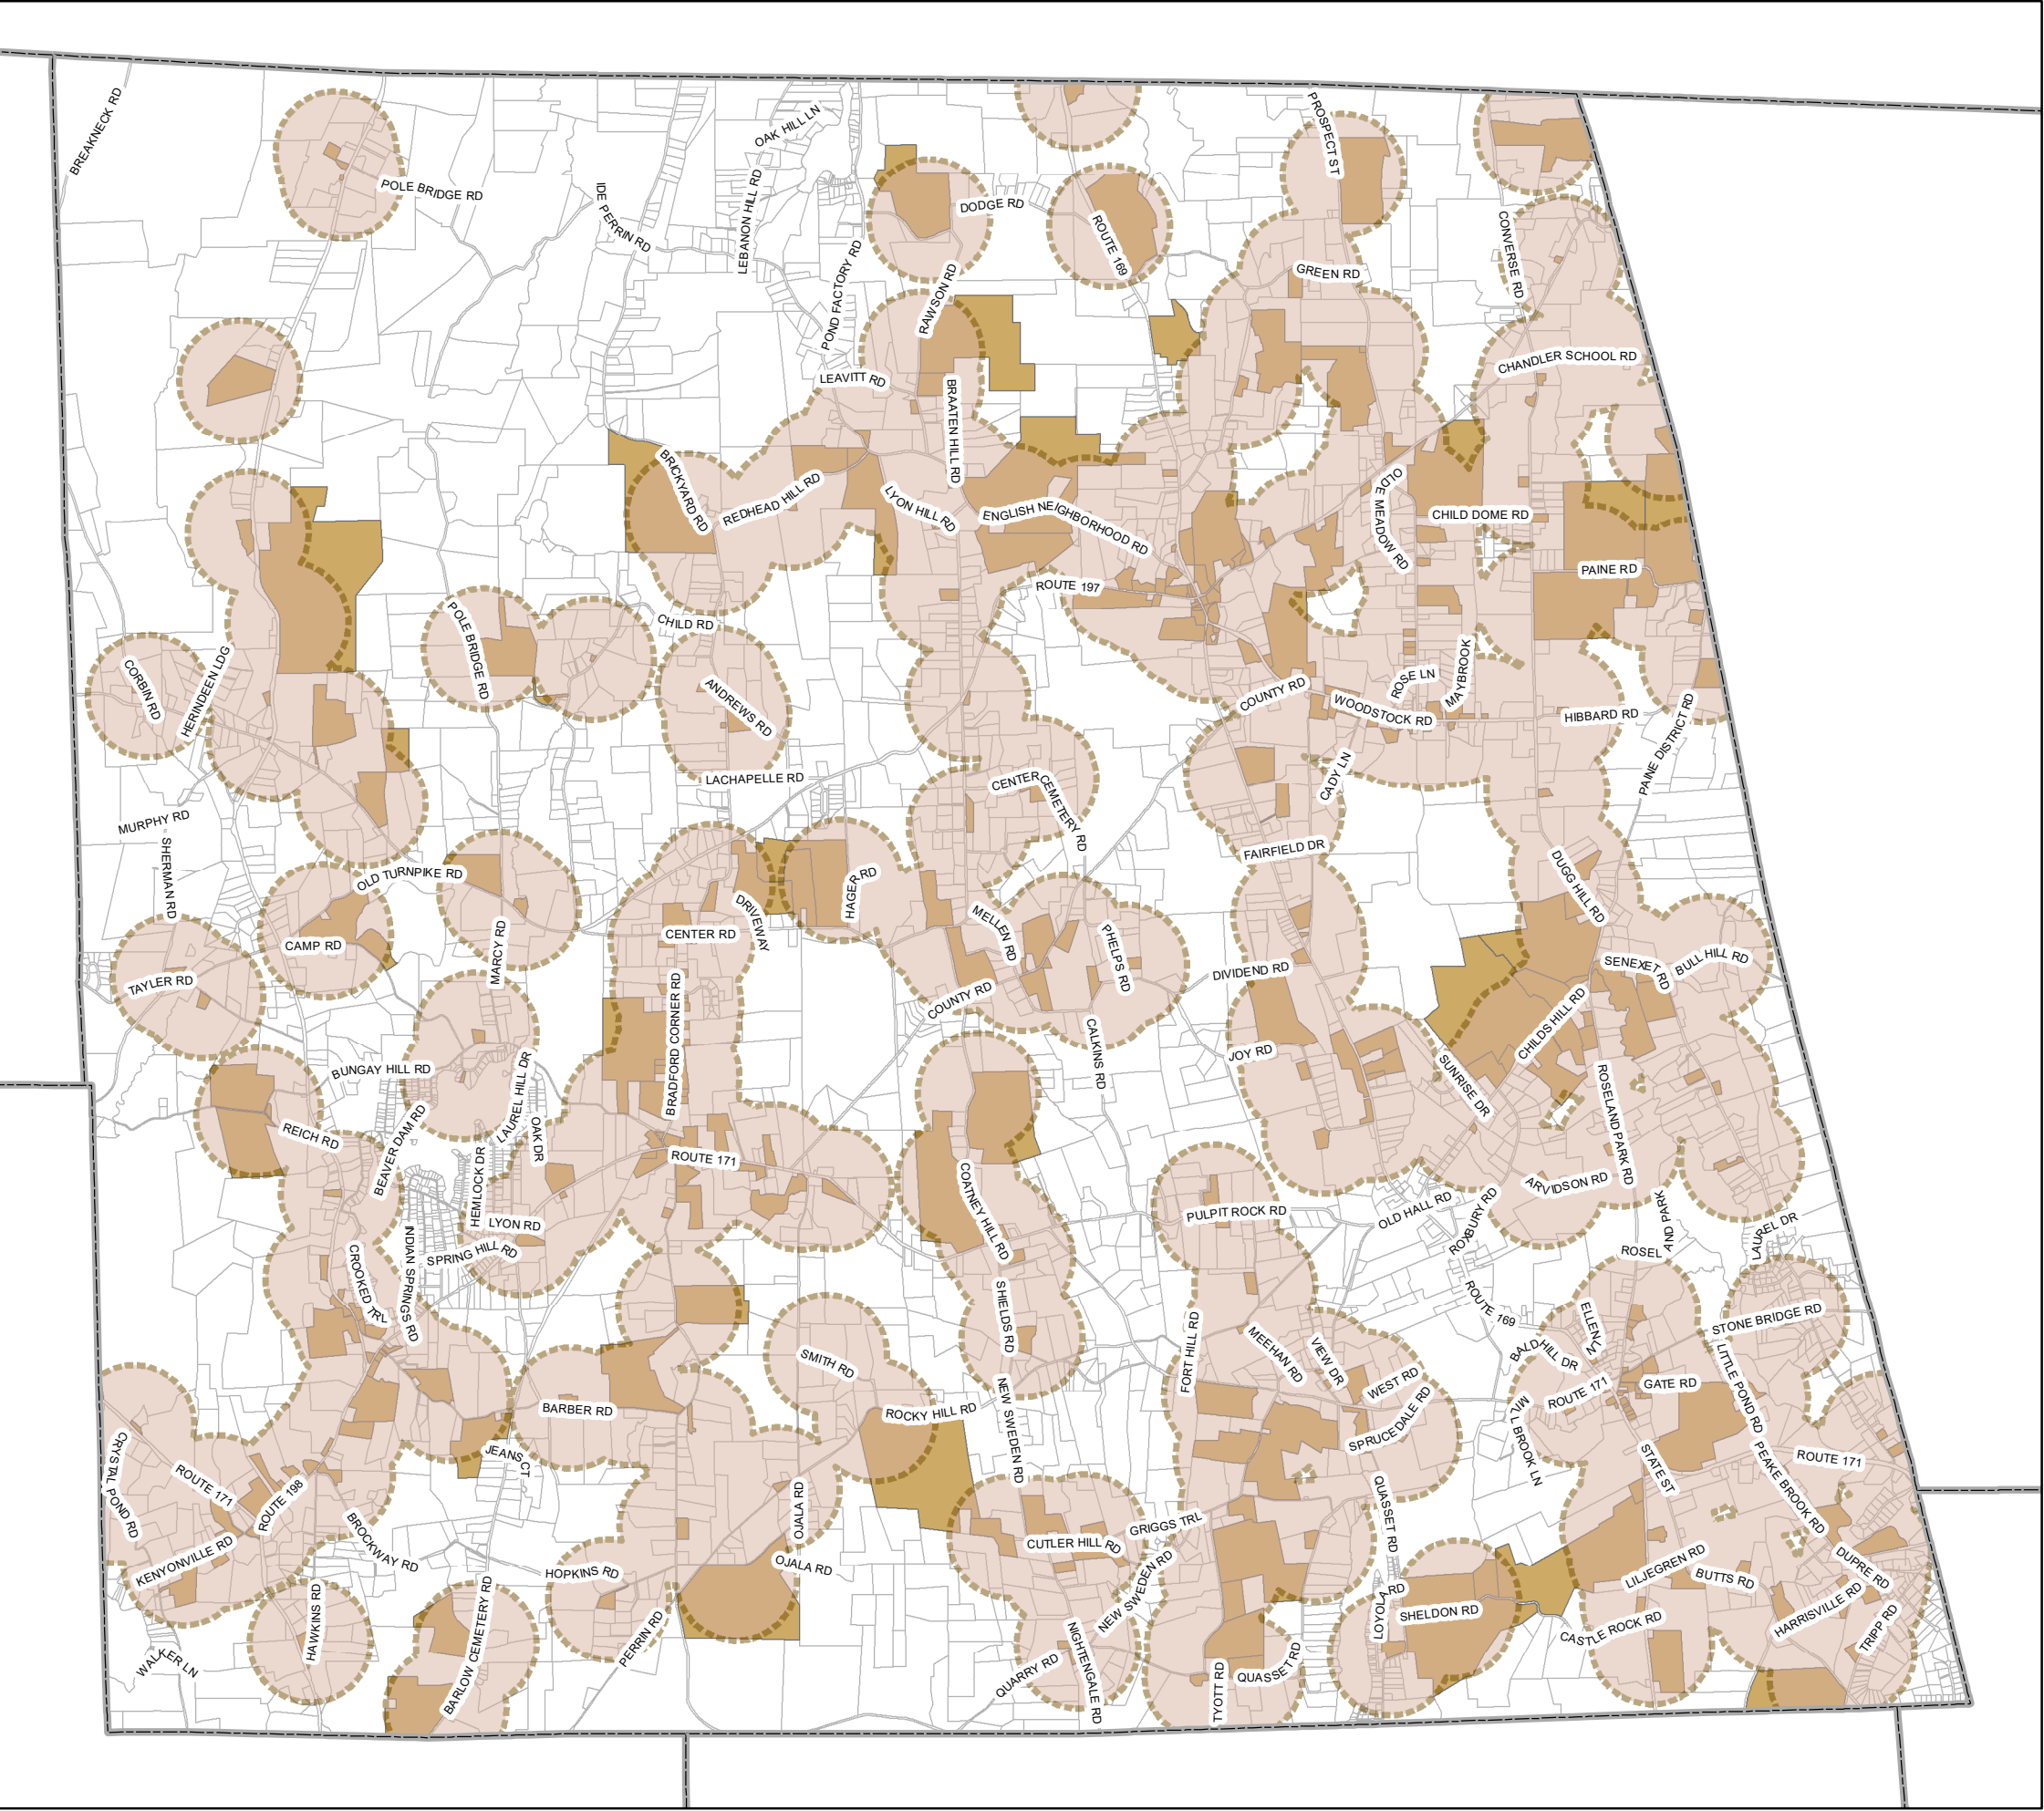 BREAKNECK RD
PROSPECT ST
OAK HILL LN
POLE BRIDGE RD
IDE PERRIN RD
LEBANON HILL RD
DODGE RD
ROUTE 169
CONVERSE RD
POND FACTORY RD
RAWSON RD
GREEN RD
CHANDLER SCHOOL RD
LEAVITT RD
BRAATEN HILL RD
BRICKYARD RD
REDHEAD HILL RD
LYON HILL RD
ENGLISH NEIGHBORHOOD RD
OLDE MEADOW RD
CHILD DOME RD
PAINE RD
ROUTE 197
CHILD RD
POLE BRIDGE RD
CORBIN RD
HERINDEEN LDG
ANDREWS RD
COUNTY RD
ROSE LN
MAYBROOK
WOODSTOCK RD
HIBBARD RD
PAINE DISTRICT RD
LACHAPELLE RD
CENTER CEMETERY RD
CADY LN
MURPHY RD
SHERMAN RD
FAIRFIELD DR
OLD TURNPIKE RD
HAGER RD
DUGG HILL RD
DRIVEWAY
CENTER RD
MELLEN RD
PHELPS RD
CAMP RD
MARCY RD
TAYLER RD
DIVIDEND RD
SENEXET RD
BULL HILL RD
COUNTY RD
BRADFORD CORNER RD
CALKINS RD
CHILDS HILL RD
JOY RD
BUNGAY HILL RD
LAUREL HILL DR
SUNRISE DR
ROSELAND PARK RD
REICH RD
BEAVER DAM RD
OAK DR
ROUTE 171
HEMLOCK DR
COATNEY HILL RD
ARVIDSON RD
PULPIT ROCK RD
OLD HALL RD
ROXBURY RD
LYON RD
SPRING HILL RD
INDIAN SPRINGS RD
ROSELAND PARK
LAUREL DR
CROOKED TRL
SHIELDS RD
FORT HILL RD
ROUTE 169
ELLEN LN
STONE BRIDGE RD
MEEHAN RD
VIEW DR
BALD HILL DR
LITTLE POND RD
SMITH RD
WEST RD
GATE RD
ROUTE 171
BARBER RD
ROCKY HILL RD
NEW SWEDEN RD
SPRUCEDALE RD
MILL BROOK LN
CRYSTAL POND RD
ROUTE 171
ROUTE 198
JEANS CT
STATE ST
PEAKE BROOK RD
ROUTE 171
OJALA RD
QUASSET RD
BROCKWAY RD
GRIGGS TRL
CUTLER HILL RD
KENYONVILLE RD
HOPKINS RD
OJALA RD
NEW SWEDEN RD
LILJEGREN RD
BUTTS RD
DUPRE RD
HAWKINS RD
BARLOW CEMETERY RD
PERRIN RD
LOYOLA RD
SHELDON RD
CASTLE ROCK RD
HARRISVILLE RD
TRIPP RD
WALKER LN
QUARRY RD
NIGHTENGALE RD
TYOTT RD
QUASSET RD